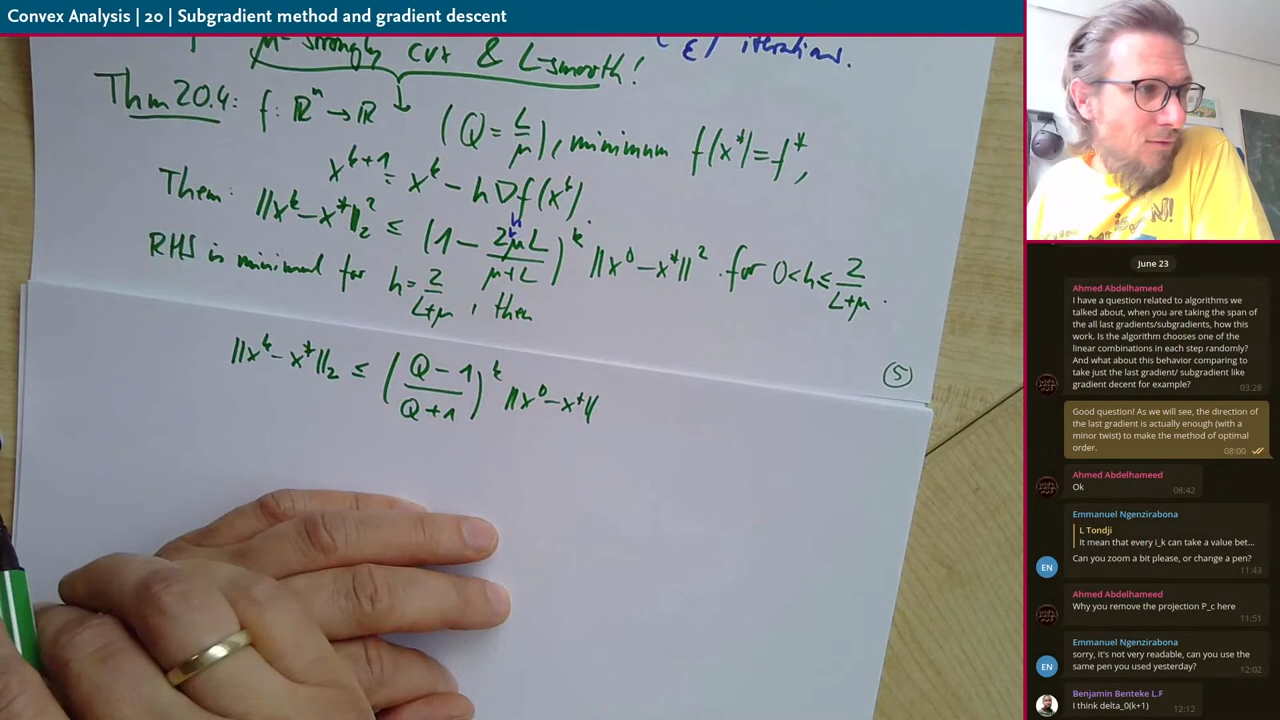 Convex Analysis | 20 | Subgradient method and gradient descent
μ-strongly cvx & L-smooth!
ε) iterations.
Thm 20.4: f: ℝⁿ → ℝ (Q = L/μ), minimum f(x*) = f*,
x^{k+1} = x^k - h∇f(x^k).
Then: ||x^k - x*||₂² ≤ (1 - 2hμL/(μ+L))^k ||x⁰ - x*||². for 0<h≤ 2/(L+μ).
RHS is minimal for h = 2/(L+μ), then
||x^k - x*||₂ ≤ ((Q-1)/(Q+1))^k ||x⁰ - x*||
5
June 23
Ahmed Abdelhameed
I have a question related to algorithms we
talked about, when you are taking the span of
the all last gradients/subgradients, how this
work. Is the algorithm chooses one of the
linear combinations in each step randomly?
And what about this behavior comparing to
take just the last gradient/ subgradient like
gradient decent for example?
03:28
Good question! As we will see, the direction of
the last gradient is actually enough (with a
minor twist) to make the method of optimal
order.
08:00
Ahmed Abdelhameed
Ok
08:42
Emmanuel Ngenzirabona
L Tondji
It mean that every i_k can take a value bet...
EN
Can you zoom a bit please, or change a pen?
11:43
Ahmed Abdelhameed
Why you remove the projection P_c here
11:51
Emmanuel Ngenzirabona
sorry, it's not very readable, can you use the
same pen you used yesterday?
EN
12:02
Benjamin Benteke L.F
I think delta_0(k+1)
12:12